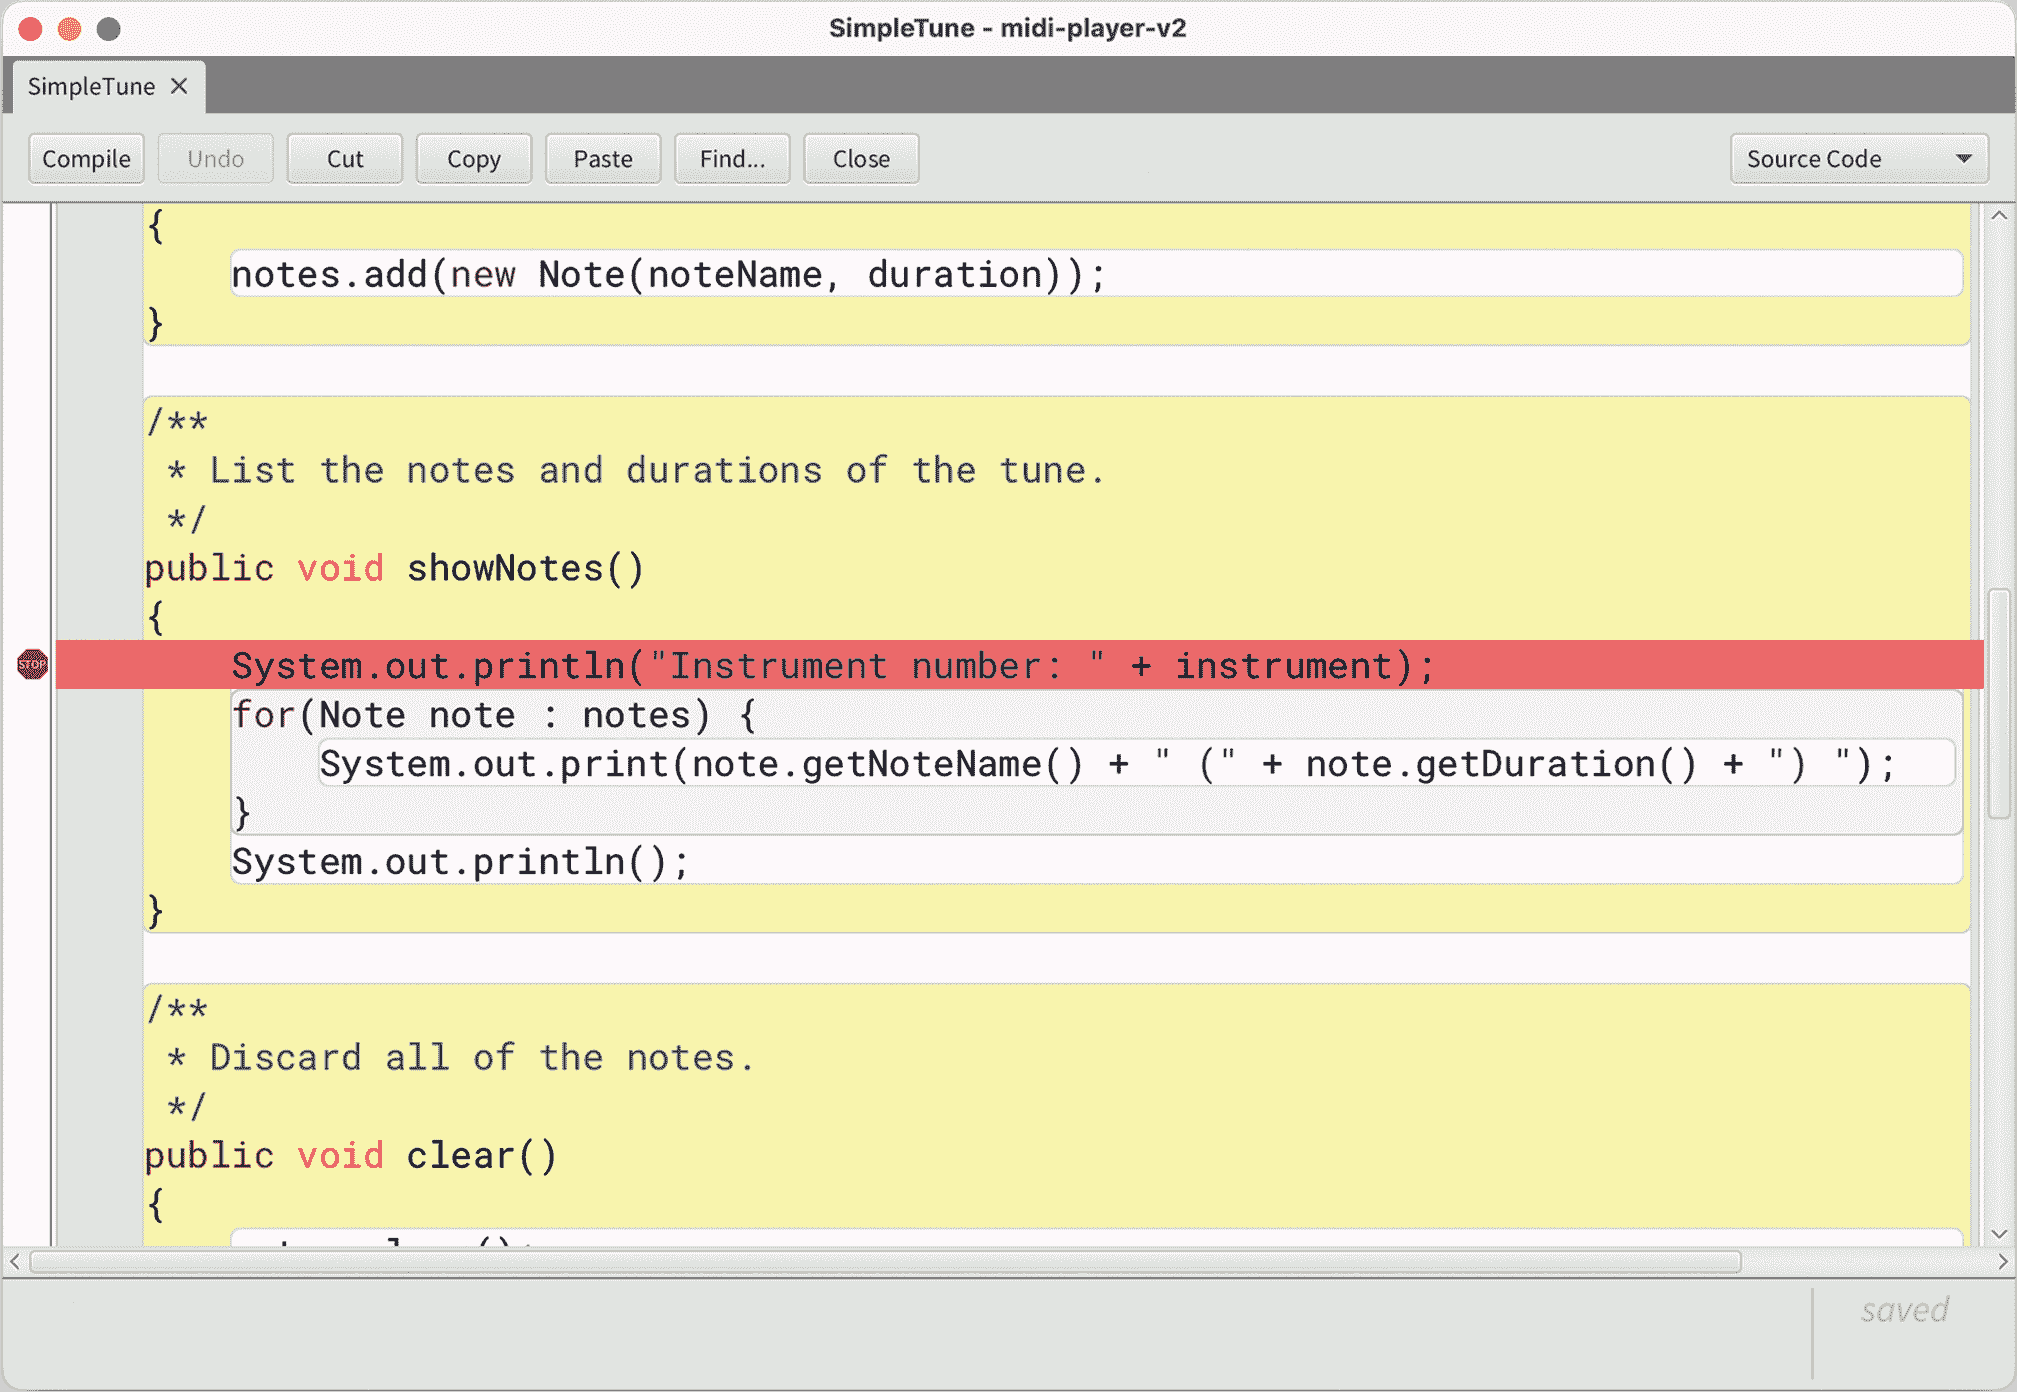 SimpleTune - midi-player-v2
SimpleTune
Compile Undo Cut Copy Paste Find... Close Source Code
{
notes.add(new Note(noteName, duration));
}
/**
* List the notes and durations of the tune.
*/
public void showNotes()
{
STOP System.out.println("Instrument number: " + instrument);
for(Note note : notes) {
System.out.print(note.getNoteName() + " (" + note.getDuration() + ") ");
}
System.out.println();
}
/**
* Discard all of the notes.
*/
public void clear()
{
saved